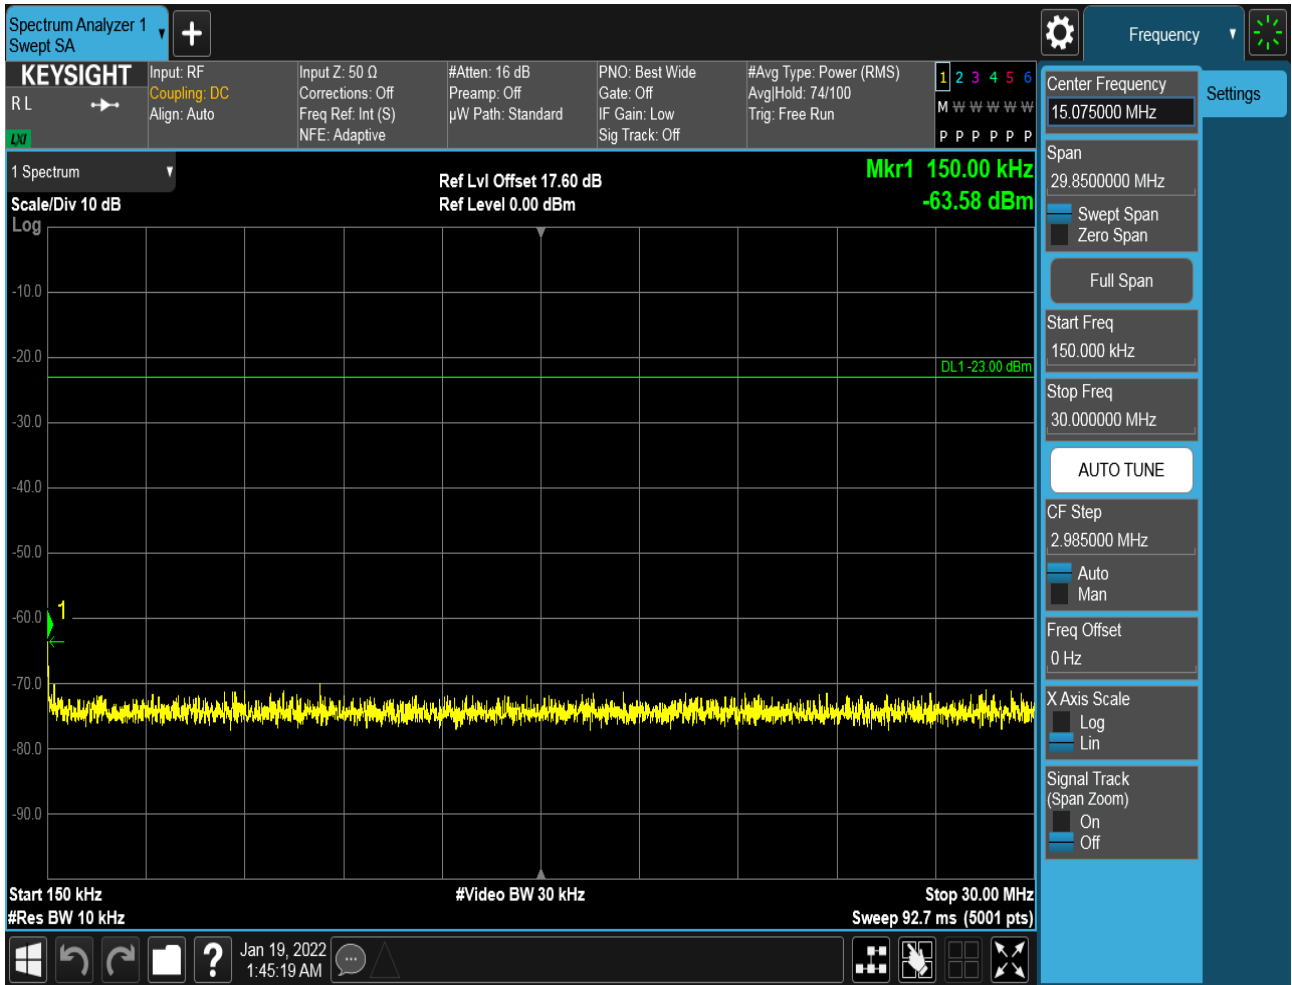 Spectrum Analyzer 1
Swept SA
Frequency
KEYSIGHT
R L
LXI
Input: RF
Coupling: DC
Align: Auto
Input Z: 50 Ω
Corrections: Off
Freq Ref: Int (S)
NFE: Adaptive
#Atten: 16 dB
Preamp: Off
µW Path: Standard
PNO: Best Wide
Gate: Off
IF Gain: Low
Sig Track: Off
#Avg Type: Power (RMS)
Avg|Hold: 74/100
Trig: Free Run
1 2 3 4 5 6
M W W W W W
P P P P P P
1 Spectrum
Scale/Div 10 dB
Log
Ref Lvl Offset 17.60 dB
Ref Level 0.00 dBm
Mkr1 150.00 kHz
-63.58 dBm
-10.0
-20.0
DL1 -23.00 dBm
-30.0
-40.0
-50.0
-60.0
1
-70.0
-80.0
-90.0
Start 150 kHz
#Video BW 30 kHz
Stop 30.00 MHz
#Res BW 10 kHz
Sweep 92.7 ms (5001 pts)
Center Frequency
15.075000 MHz
Settings
Span
29.8500000 MHz
Swept Span
Zero Span
Full Span
Start Freq
150.000 kHz
Stop Freq
30.000000 MHz
AUTO TUNE
CF Step
2.985000 MHz
Auto
Man
Freq Offset
0 Hz
X Axis Scale
Log
Lin
Signal Track
(Span Zoom)
On
Off
?
Jan 19, 2022
1:45:19 AM